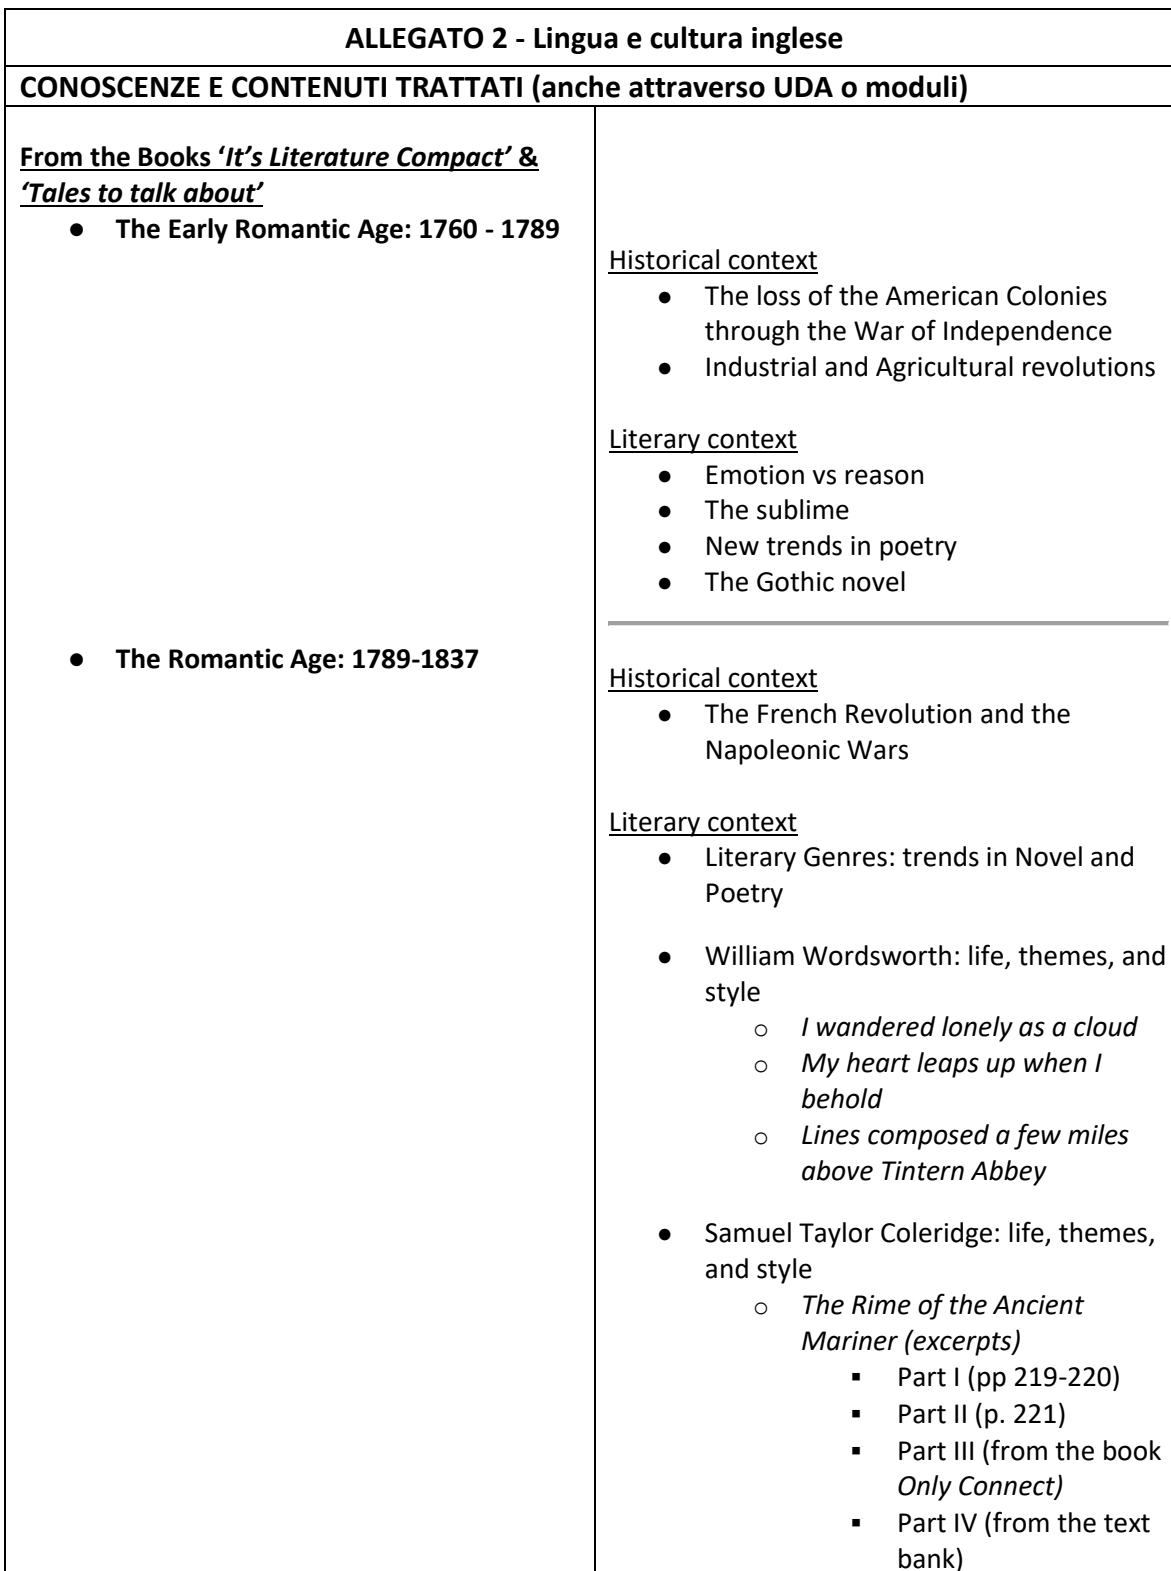 ALLEGATO 2 - Lingua e cultura inglese
CONOSCENZE E CONTENUTI TRATTATI (anche attraverso UDA o moduli)
From the Books ‘It’s Literature Compact’ &
‘Tales to talk about’
● The Early Romantic Age: 1760 - 1789
Historical context
● The loss of the American Colonies
through the War of Independence
● Industrial and Agricultural revolutions
Literary context
● Emotion vs reason
● The sublime
● New trends in poetry
● The Gothic novel
● The Romantic Age: 1789-1837
Historical context
● The French Revolution and the
Napoleonic Wars
Literary context
● Literary Genres: trends in Novel and
Poetry
● William Wordsworth: life, themes, and
style
○ I wandered lonely as a cloud
○ My heart leaps up when I
behold
○ Lines composed a few miles
above Tintern Abbey
● Samuel Taylor Coleridge: life, themes,
and style
○ The Rime of the Ancient
Mariner (excerpts)
▪ Part I (pp 219-220)
▪ Part II (p. 221)
▪ Part III (from the book
Only Connect)
▪ Part IV (from the text
bank)